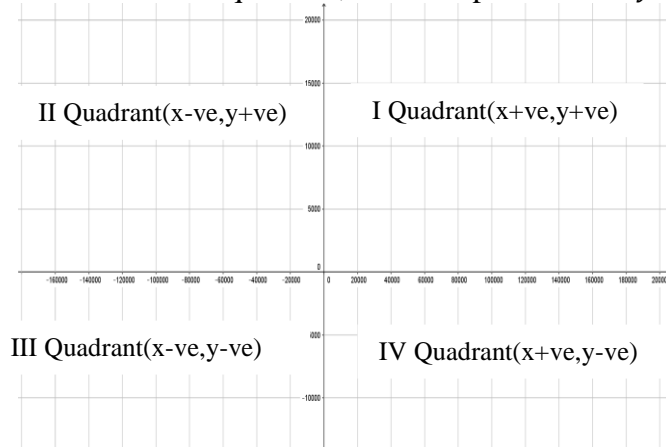 20000
15000
II Quadrant(x-ve,y+ve)
I Quadrant(x+ve,y+ve)
10000
5000
0
-160000 -140000 -120000 -100000 -80000 -60000 -40000 -20000 0 20000 40000 60000 80000 100000 120000 140000 160000 180000
III Quadrant(x-ve,y-ve)
IV Quadrant(x+ve,y-ve)
-10000